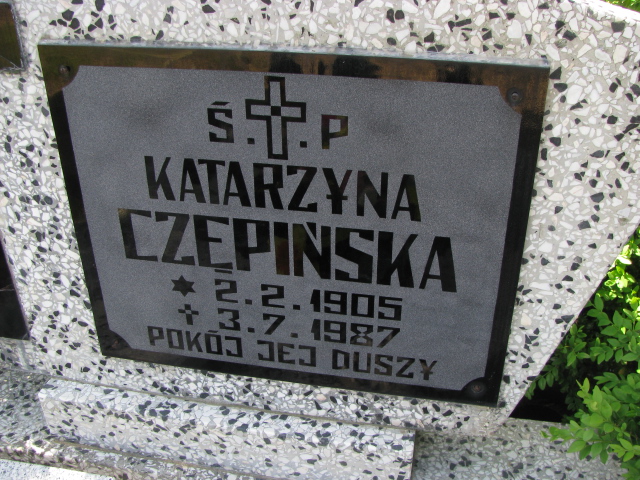 Ś. P
KATARZYNA
CZĘPIŃSKA
2.2.1905
3.7.1987
POKÓJ JEJ DUSZY